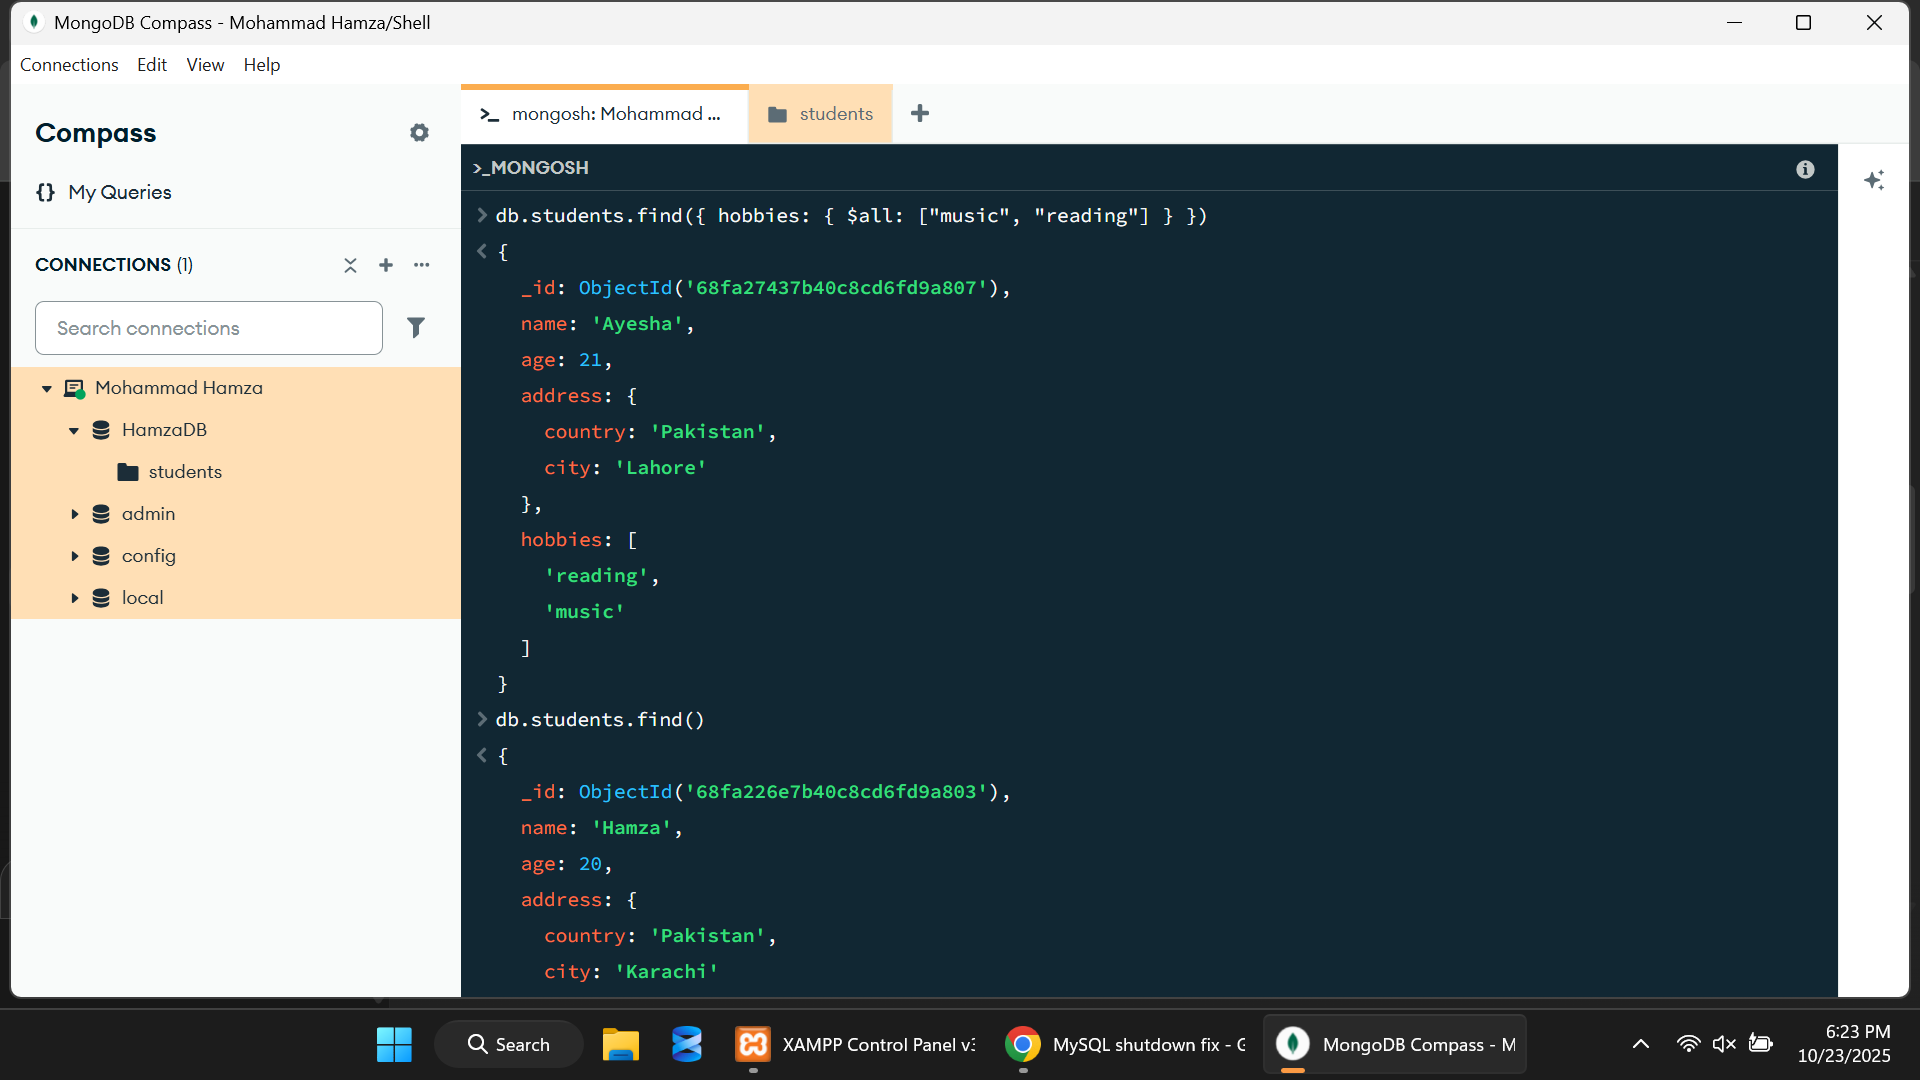 MongoDB Compass - Mohammad Hamza/Shell
Connections Edit View Help
Compass
My Queries
CONNECTIONS (1)
Search connections
Mohammad Hamza
HamzaDB
students
admin
config
local
>_ mongosh: Mohammad ...
students
>_MONGOSH
> db.students.find({ hobbies: { $all: ["music", "reading"] } })
< {
_id: ObjectId('68fa27437b40c8cd6fd9a807'),
name: 'Ayesha',
age: 21,
address: {
country: 'Pakistan',
city: 'Lahore'
},
hobbies: [
'reading',
'music'
]
}
> db.students.find()
< {
_id: ObjectId('68fa226e7b40c8cd6fd9a803'),
name: 'Hamza',
age: 20,
address: {
country: 'Pakistan',
city: 'Karachi'
Search
XAMPP Control Panel v3
MySQL shutdown fix - G
MongoDB Compass - M
6:23 PM
10/23/2025